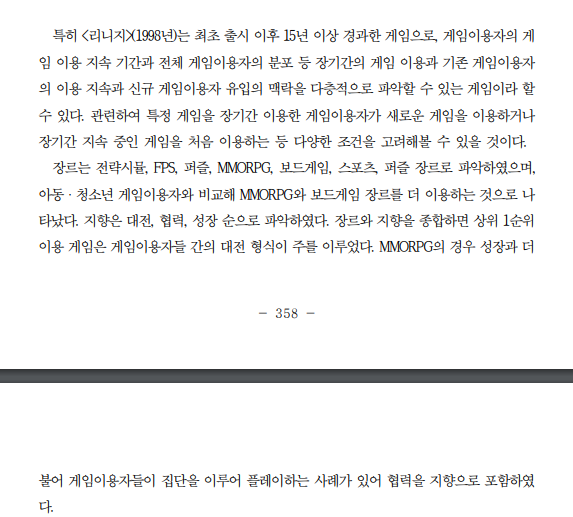 특히 <리니지>(1998년)는 최초 출시 이후 15년 이상 경과한 게임으로, 게임이용자의 게
임 이용 지속 기간과 전체 게임이용자의 분포 등 장기간의 게임 이용과 기존 게임이용자
의 이용 지속과 신규 게임이용자 유입의 맥락을 다층적으로 파악할 수 있는 게임이라 할
수 있다. 관련하여 특정 게임을 장기간 이용한 게임이용자가 새로운 게임을 이용하거나
장기간 지속 중인 게임을 처음 이용하는 등 다양한 조건을 고려해볼 수 있을 것이다.
장르는 전략시뮬, FPS, 퍼즐, MMORPG, 보드게임, 스포츠, 퍼즐 장르로 파악하였으며,
아동·청소년 게임이용자와 비교해 MMORPG와 보드게임 장르를 더 이용하는 것으로 나
타났다. 지향은 대전, 협력, 성장 순으로 파악하였다. 장르와 지향을 종합하면 상위 1순위
이용 게임은 게임이용자들 간의 대전 형식이 주를 이루었다. MMORPG의 경우 성장과 더
- 358 -
불어 게임이용자들이 집단을 이루어 플레이하는 사례가 있어 협력을 지향으로 포함하였
다.